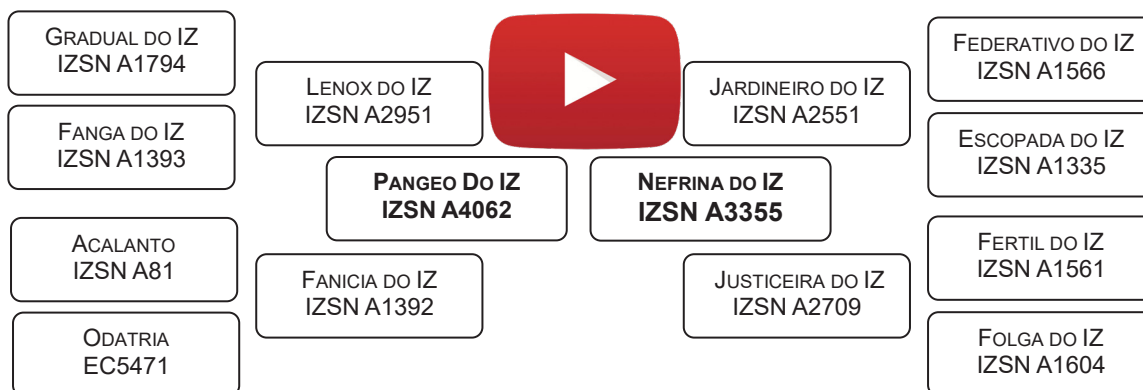 GRADUAL DO IZ
IZSN A1794
FANGA DO IZ
IZSN A1393
ACALANTO
IZSN A81
ODATRIA
EC5471
LENOX DO IZ
IZSN A2951
FANICIA DO IZ
IZSN A1392
PANGEO DO IZ
IZSN A4062
NEFRINA DO IZ
IZSN A3355
JARDINEIRO DO IZ
IZSN A2551
JUSTICEIRA DO IZ
IZSN A2709
FEDERATIVO DO IZ
IZSN A1566
ESCOPADA DO IZ
IZSN A1335
FERTIL DO IZ
IZSN A1561
FOLGA DO IZ
IZSN A1604